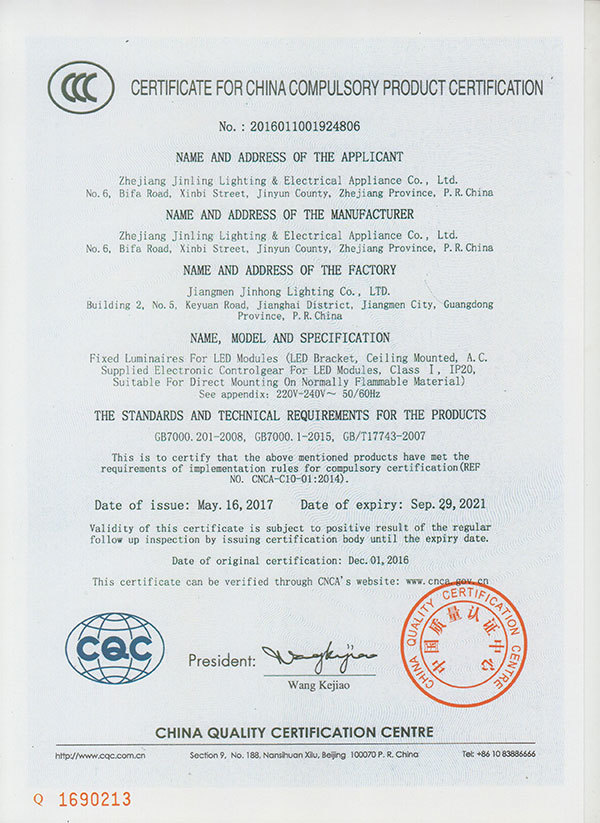 CCC
CERTIFICATE FOR CHINA COMPULSORY PRODUCT CERTIFICATION
No. : 2016011001924806
NAME AND ADDRESS OF THE APPLICANT
Zhejiang Jinling Lighting & Electrical Appliance Co., Ltd.
No. 6, Bifa Road, Xinbi Street, Jinyun County, Zhejiang Province, P. R. China
NAME AND ADDRESS OF THE MANUFACTURER
Zhejiang Jinling Lighting & Electrical Appliance Co., Ltd.
No. 6, Bifa Road, Xinbi Street, Jinyun County, Zhejiang Province, P. R. China
NAME AND ADDRESS OF THE FACTORY
Jiangmen Jinhong Lighting Co., LTD.
Building 2, No. 5, Keyuan Road, Jianghai District, Jiangmen City, Guangdong
Province, P. R. China
NAME, MODEL AND SPECIFICATION
Fixed Luminaires For LED Modules (LED Bracket, Ceiling Mounted, A. C.
Supplied Electronic Controlgear For LED Modules, Class I, IP20,
Suitable For Direct Mounting On Normally Flammable Material)
See appendix: 220V-240V~ 50/60Hz
THE STANDARDS AND TECHNICAL REQUIREMENTS FOR THE PRODUCTS
GB7000. 201-2008, GB7000. 1-2015, GB/T17743-2007
This is to certify that the above mentioned products have met the
requirements of implementation rules for compulsory certification(REF
NO. CNCA-C10-01:2014).
Date of issue: May. 16, 2017 Date of expiry: Sep. 29, 2021
Validity of this certificate is subject to positive result of the regular
follow up inspection by issuing certification body until the expiry date.
Date of original certification: Dec. 01, 2016
This certificate can be verified through CNCA's website: www.cnca.gov.cn
CHINA QUALITY CERTIFICATION CENTRE
中国质量认证中心
CQC
President: Wang Kejiao
Wang Kejiao
CHINA QUALITY CERTIFICATION CENTRE
http://www.cqc.com.cn Section 9, No. 188, Nansihuan Xilu, Beijing 100070 P. R. China Tel: +86 10 83886666
Q 1690213